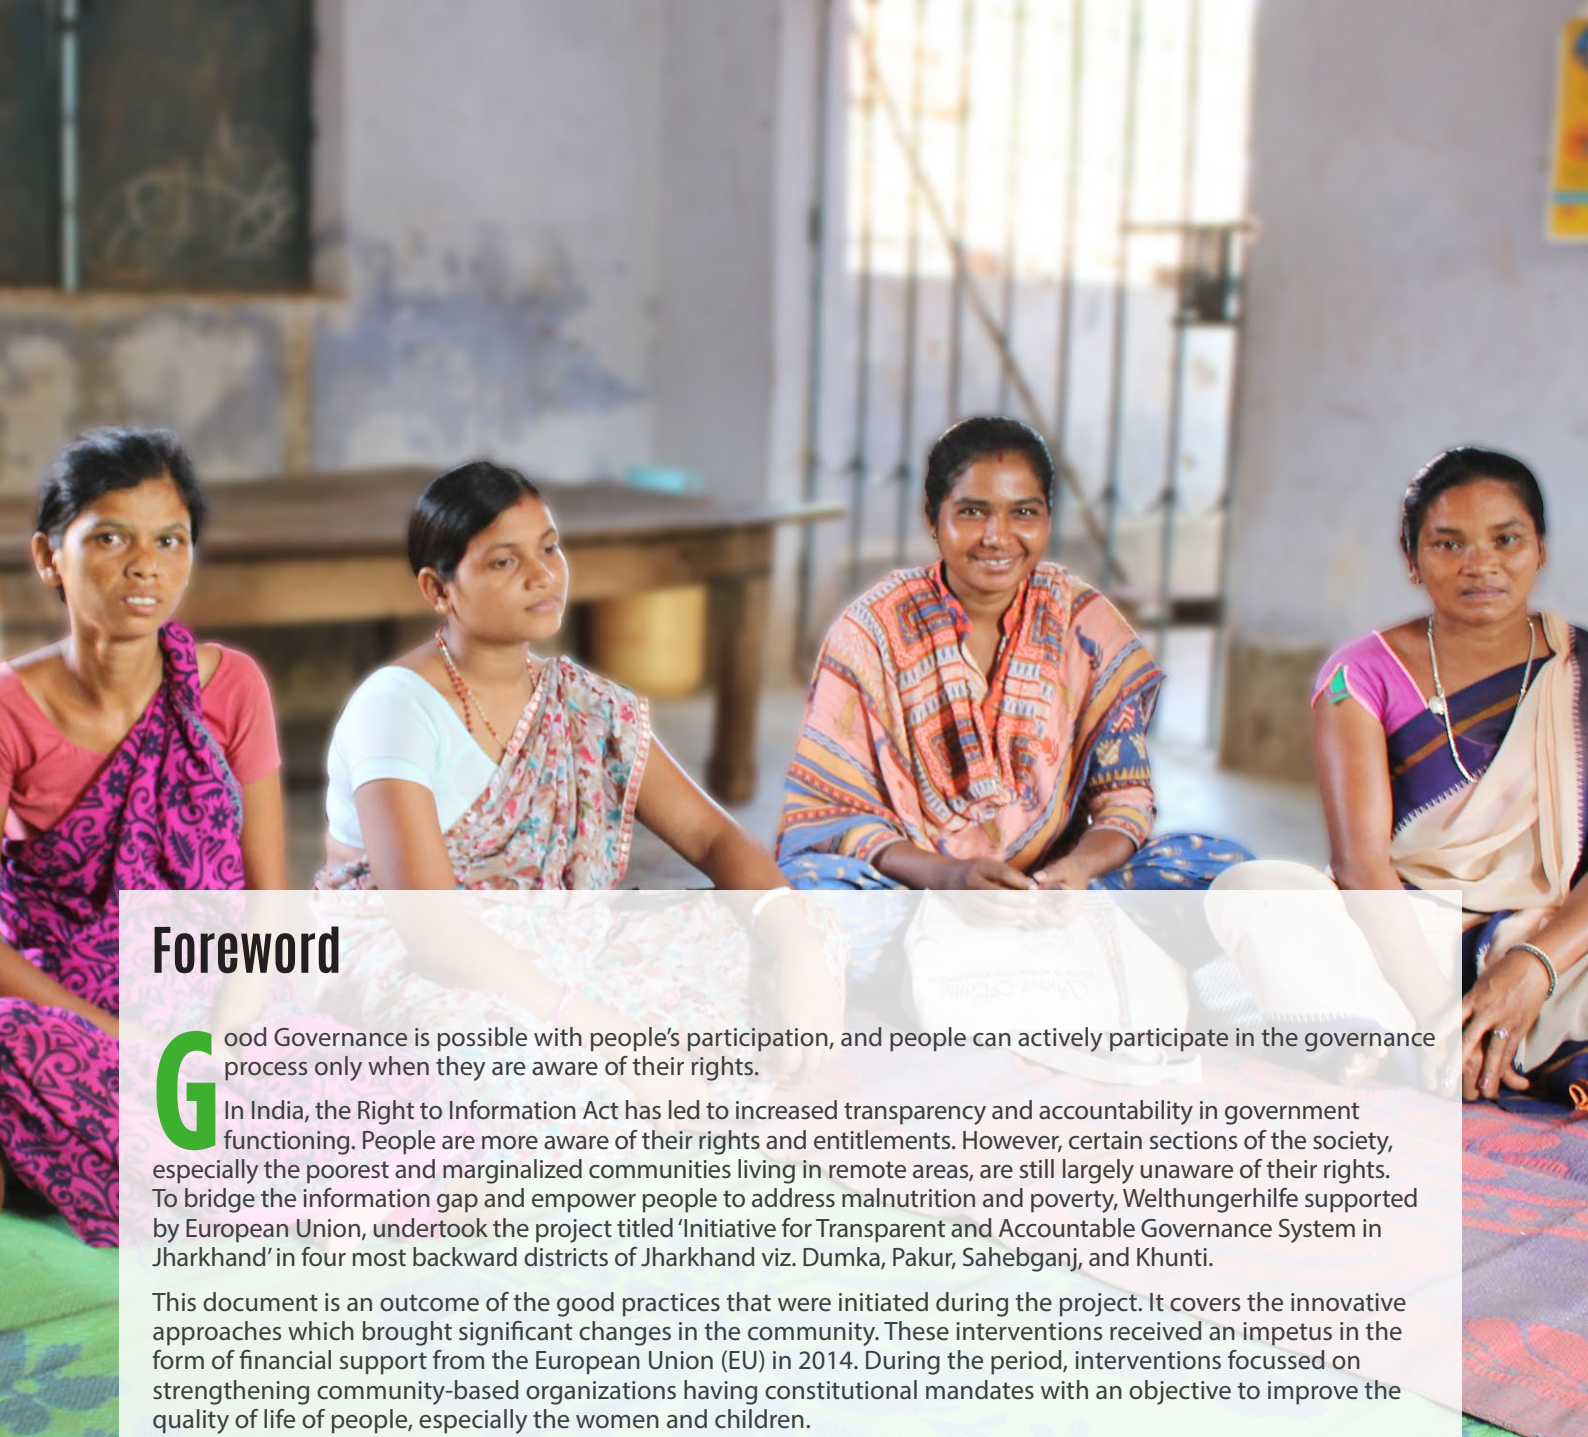 Foreword
Good Governance is possible with people's participation, and people can actively participate in the governance
process only when they are aware of their rights.
In India, the Right to Information Act has led to increased transparency and accountability in government
functioning. People are more aware of their rights and entitlements. However, certain sections of the society,
especially the poorest and marginalized communities living in remote areas, are still largely unaware of their rights.
To bridge the information gap and empower people to address malnutrition and poverty, Welthungerhilfe supported
by European Union, undertook the project titled ‘Initiative for Transparent and Accountable Governance System in
Jharkhand’ in four most backward districts of Jharkhand viz. Dumka, Pakur, Sahebganj, and Khunti.
This document is an outcome of the good practices that were initiated during the project. It covers the innovative
approaches which brought significant changes in the community. These interventions received an impetus in the
form of financial support from the European Union (EU) in 2014. During the period, interventions focussed on
strengthening community-based organizations having constitutional mandates with an objective to improve the
quality of life of people, especially the women and children.